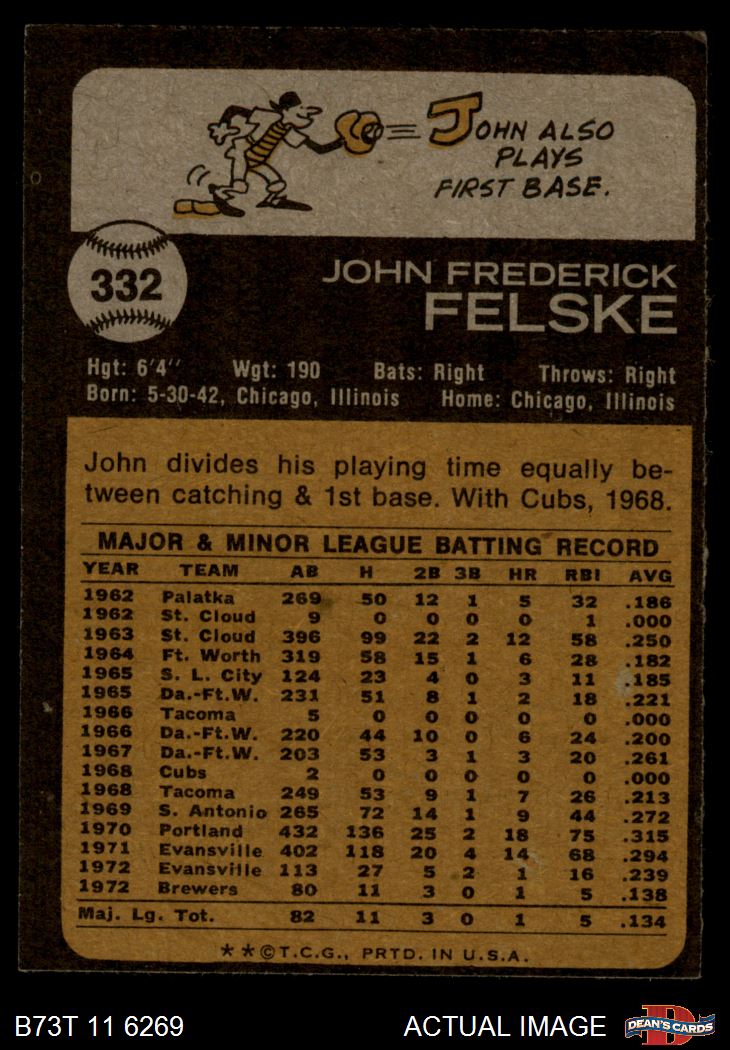 JOHN ALSO
PLAYS
FIRST BASE.
332
JOHN FREDERICK
FELSKE
Hgt: 6'4'' Wgt: 190 Bats: Right Throws: Right
Born: 5-30-42, Chicago, Illinois Home: Chicago, Illinois
John divides his playing time equally be-
tween catching & 1st base. With Cubs, 1968.
MAJOR & MINOR LEAGUE BATTING RECORD
YEAR TEAM AB H 2B 3B HR RBI AVG
1962 Palatka 269 50 12 1 5 32 .186
1962 St. Cloud 9 0 0 0 0 1 .000
1963 St. Cloud 396 99 22 2 12 58 .250
1964 Ft. Worth 319 58 15 1 6 28 .182
1965 S. L. City 124 23 4 0 3 11 .185
1965 Da.-Ft.W. 231 51 8 1 2 18 .221
1966 Tacoma 5 0 0 0 0 0 .000
1966 Da.-Ft.W. 220 44 10 0 6 24 .200
1967 Da.-Ft.W. 203 53 3 1 3 20 .261
1968 Cubs 2 0 0 0 0 0 .000
1968 Tacoma 249 53 9 1 7 26 .213
1969 S. Antonio 265 72 14 1 9 44 .272
1970 Portland 432 136 25 2 18 75 .315
1971 Evansville 402 118 20 4 14 68 .294
1972 Evansville 113 27 5 2 1 16 .239
1972 Brewers 80 11 3 0 1 5 .138
Maj. Lg. Tot. 82 11 3 0 1 5 .134
**©T.C.G., PRTD. IN U.S.A.
B73T 11 6269 ACTUAL IMAGE
D
DEAN'S CARDS